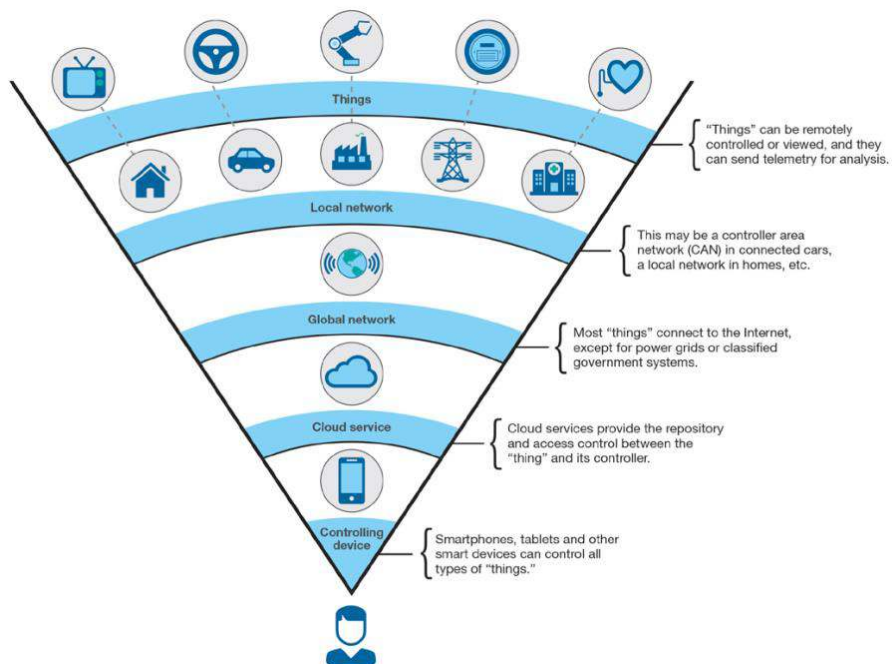 Things
"Things" can be remotely
controlled or viewed, and they
can send telemetry for analysis.
Local network
This may be a controller area
network (CAN) in connected cars,
a local network in homes, etc.
Global network
Most "things" connect to the Internet,
except for power grids or classified
government systems.
Cloud service
Cloud services provide the repository
and access control between the
"thing" and its controller.
Controlling
device
Smartphones, tablets and other
smart devices can control all
types of "things."